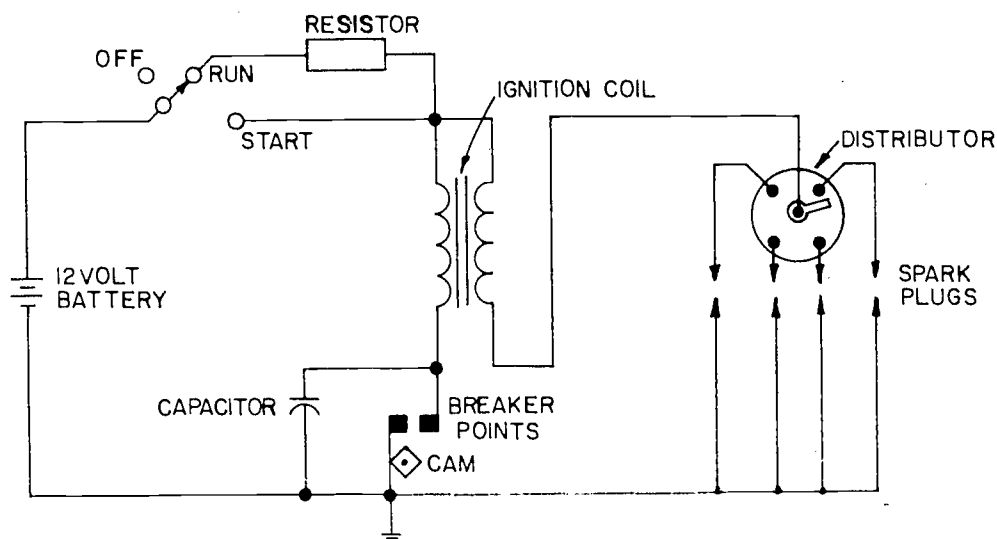 RESISTOR
OFF
RUN
IGNITION COIL
START
DISTRIBUTOR
12 VOLT
BATTERY
SPARK
PLUGS
CAPACITOR
BREAKER
POINTS
CAM